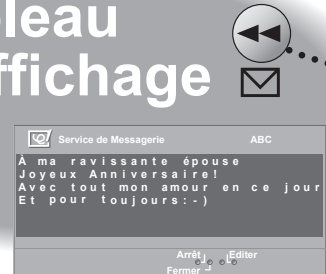 leau
ffichage
Service de Messagerie ABC
À ma ravissante épouse
Joyeux Anniversaire!
Avec tout mon amour en ce jour
Et pour toujours:-)
Arrêt Editer
Fermer